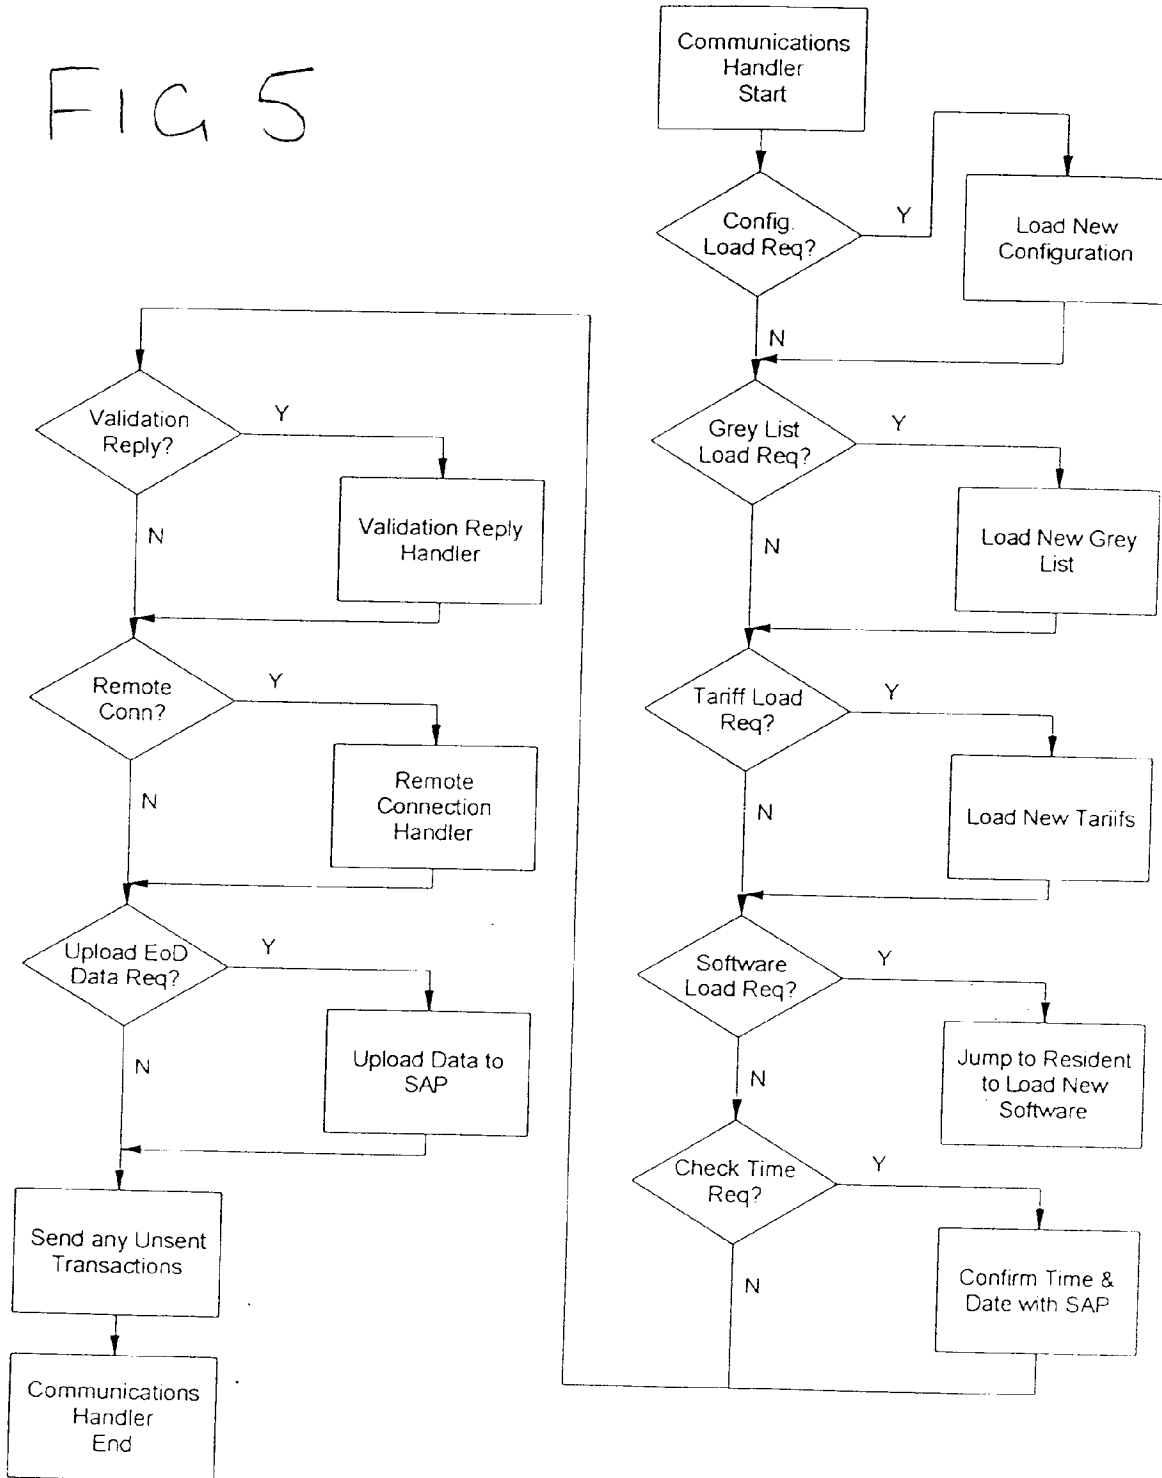 FIG 5
Communications
Handler
Start
Config.
Load Req?
Y
Load New
Configuration
N
Grey List
Load Req?
Y
Load New Grey
List
N
Tariff Load
Req?
Y
Load New Tariifs
N
Software
Load Req?
Y
Jump to Resident
to Load New
Software
N
Check Time
Req?
Y
Confirm Time &
Date with SAP
N
Validation
Reply?
Y
Validation Reply
Handler
N
Remote
Conn?
Y
Remote
Connection
Handler
N
Upload EoD
Data Req?
Y
Upload Data to
SAP
N
Send any Unsent
Transactions
Communications
Handler
End